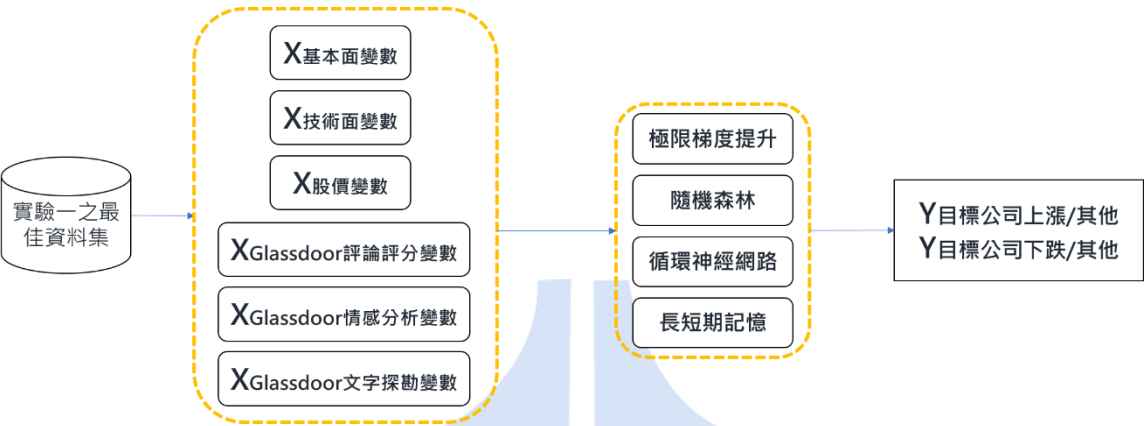 實驗一之最
佳資料集
X基本面變數
X技術面變數
X股價變數
XGlassdoor評論評分變數
XGlassdoor情感分析變數
XGlassdoor文字探勘變數
極限梯度提升
隨機森林
循環神經網路
長短期記憶
Y目標公司上漲/其他
Y目標公司下跌/其他